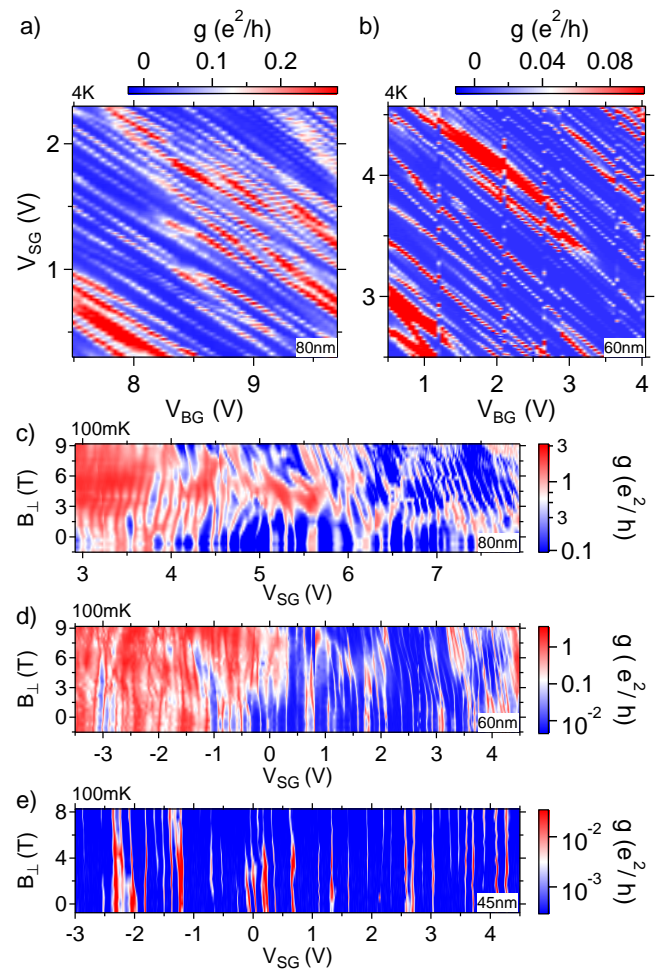 a)
g (e²/h)
0 0.1 0.2
4K
2
1
V_SG (V)
80nm
8 9
V_BG (V)
b)
g (e²/h)
0 0.04 0.08
4K
4
3
60nm
1 2 3 4
V_BG (V)
c)
100mK
9
6
3
0
B⊥ (T)
80nm
3 4 5 6 7
V_SG (V)
3
1
3
0.1
g (e²/h)
d)
100mK
9
6
3
0
B⊥ (T)
60nm
-3 -2 -1 0 1 2 3 4
V_SG (V)
1
0.1
10⁻²
g (e²/h)
e)
100mK
8
4
0
B⊥ (T)
45nm
-3 -2 -1 0 1 2 3 4
V_SG (V)
10⁻²
10⁻³
g (e²/h)